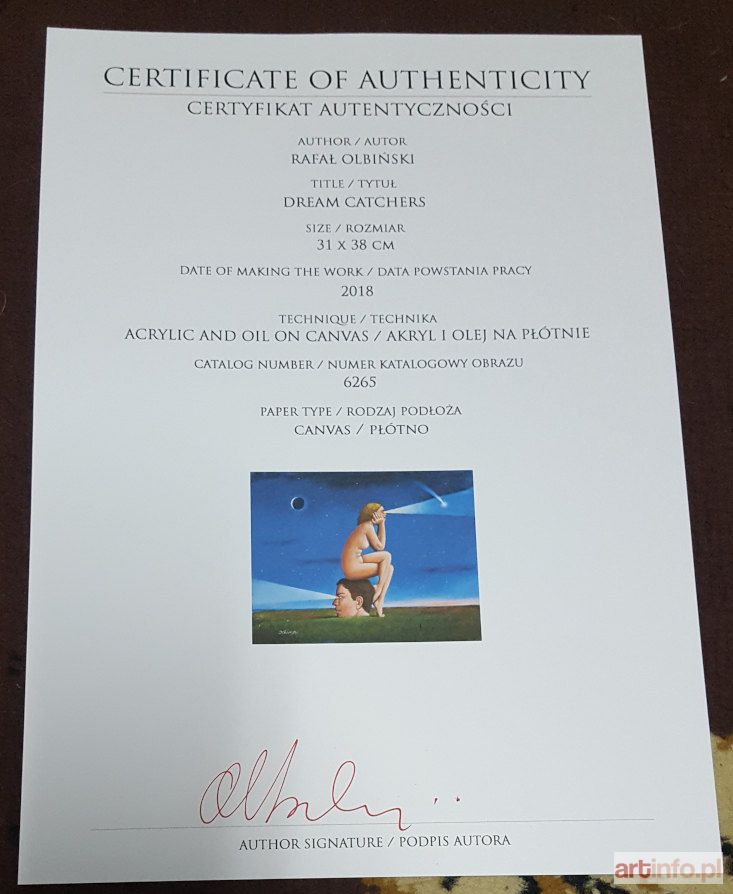 CERTIFICATE OF AUTHENTICITY
CERTYFIKAT AUTENTYCZNOŚCI
AUTHOR / AUTOR
RAFAŁ OLBIŃSKI
TITLE / TYTUŁ
DREAM CATCHERS
SIZE / ROZMIAR
31 X 38 CM
DATE OF MAKING THE WORK / DATA POWSTANIA PRACY
2018
TECHNIQUE / TECHNIKA
ACRYLIC AND OIL ON CANVAS / AKRYL I OLEJ NA PŁÓTNIE
CATALOG NUMBER / NUMER KATALOGOWY OBRAZU
6265
PAPER TYPE / RODZAJ PODŁOŻA
CANVAS / PŁÓTNO
AUTHOR SIGNATURE / PODPIS AUTORA
artinfo.pl